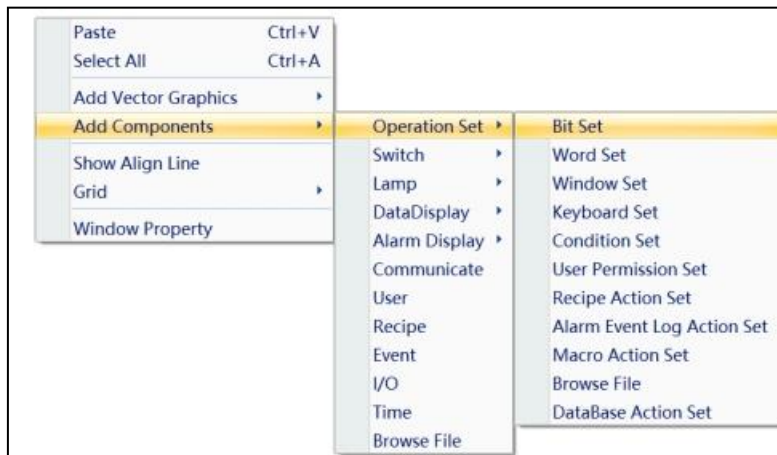 Paste Ctrl+V
Select All Ctrl+A
Add Vector Graphics
Add Components
Show Align Line
Grid
Window Property
Operation Set
Switch
Lamp
DataDisplay
Alarm Display
Communicate
User
Recipe
Event
I/O
Time
Browse File
Bit Set
Word Set
Window Set
Keyboard Set
Condition Set
User Permission Set
Recipe Action Set
Alarm Event Log Action Set
Macro Action Set
Browse File
DataBase Action Set